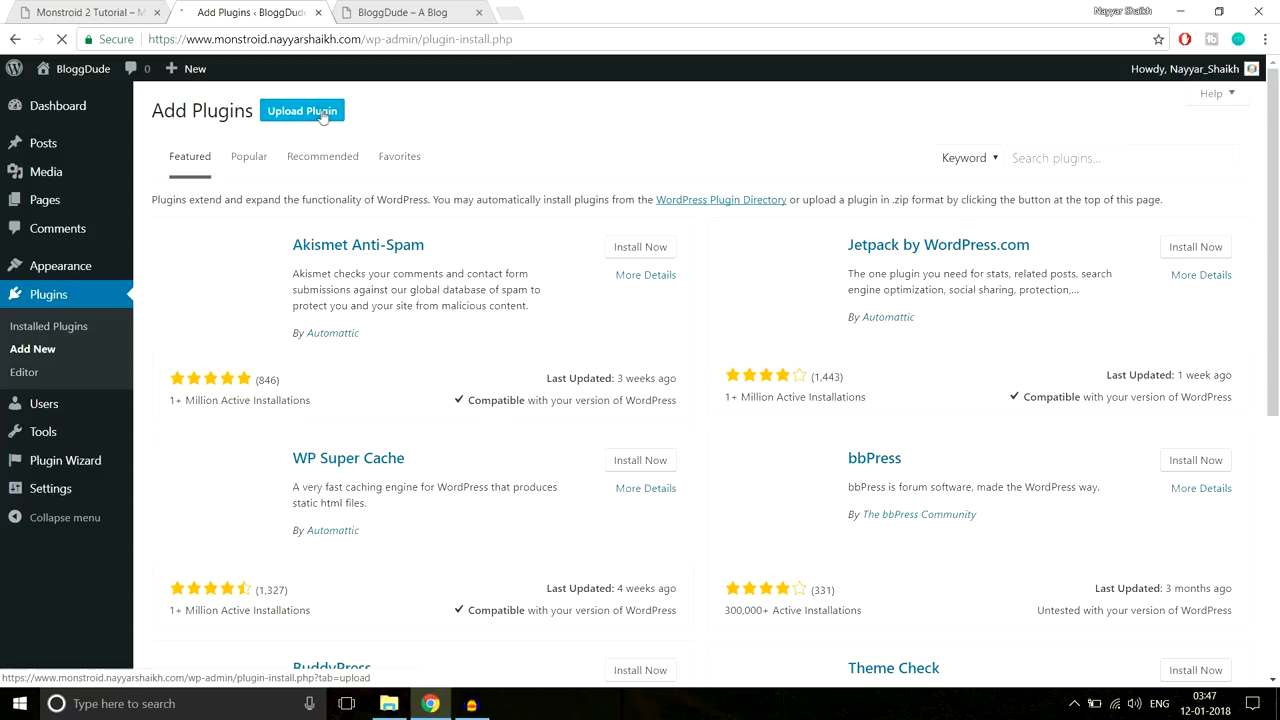 Monstroid 2 Tutorial – M
Add Plugins ‹ BloggDude
BloggDude – A Blog
Nayyar Shaikh
Secure
https://www.monstroid.nayyarshaikh.com/wp-admin/plugin-install.php
BloggDude
0
New
Howdy, Nayyar_Shaikh
Dashboard
Posts
Media
Pages
Comments
Appearance
Plugins
Installed Plugins
Add New
Editor
Users
Tools
Plugin Wizard
Settings
Collapse menu
Add Plugins
Upload Plugin
Help
Featured
Popular
Recommended
Favorites
Keyword
Search plugins...
Plugins extend and expand the functionality of WordPress. You may automatically install plugins from the WordPress Plugin Directory or upload a plugin in .zip format by clicking the button at the top of this page.
Akismet Anti-Spam
Install Now
More Details
Akismet checks your comments and contact form
submissions against our global database of spam to
protect you and your site from malicious content.
By Automattic
(846)
Last Updated: 3 weeks ago
1+ Million Active Installations
Compatible with your version of WordPress
Jetpack by WordPress.com
Install Now
More Details
The one plugin you need for stats, related posts, search
engine optimization, social sharing, protection,...
By Automattic
(1,443)
Last Updated: 1 week ago
1+ Million Active Installations
Compatible with your version of WordPress
WP Super Cache
Install Now
More Details
A very fast caching engine for WordPress that produces
static html files.
By Automattic
(1,327)
Last Updated: 4 weeks ago
1+ Million Active Installations
Compatible with your version of WordPress
bbPress
Install Now
More Details
bbPress is forum software, made the WordPress way.
By The bbPress Community
(331)
Last Updated: 3 months ago
300,000+ Active Installations
Untested with your version of WordPress
BuddyPress
Install Now
Theme Check
Install Now
https://www.monstroid.nayyarshaikh.com/wp-admin/plugin-install.php?tab=upload
Type here to search
ENG
03:47
12-01-2018